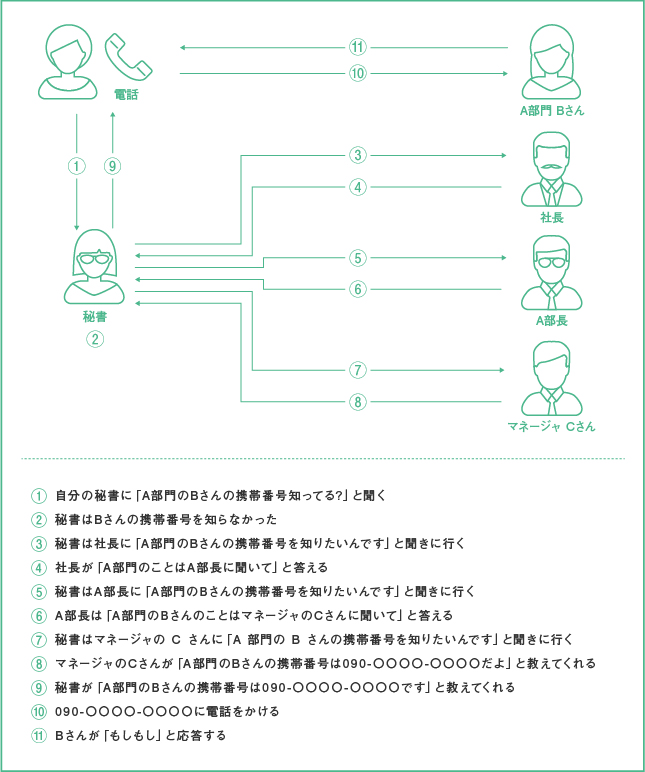 ⑪
⑩
電話
A部門 Bさん
①
⑨
③
④
社長
⑤
⑥
秘書
A部長
②
⑦
⑧
マネージャ Cさん
① 自分の秘書に「A部門のBさんの携帯番号知ってる?」と聞く
② 秘書はBさんの携帯番号を知らなかった
③ 秘書は社長に「A部門のBさんの携帯番号を知りたいんです」と聞きに行く
④ 社長が「A部門のことはA部長に聞いて」と答える
⑤ 秘書はA部長に「A部門のBさんの携帯番号を知りたいんです」と聞きに行く
⑥ A部長は「A部門のBさんのことはマネージャのCさんに聞いて」と答える
⑦ 秘書はマネージャの C さんに「A 部門の B さんの携帯番号を知りたいんです」と聞きに行く
⑧ マネージャのCさんが「A部門のBさんの携帯番号は090-〇〇〇〇-〇〇〇〇だよ」と教えてくれる
⑨ 秘書が「A部門のBさんの携帯番号は090-〇〇〇〇-〇〇〇〇です」と教えてくれる
⑩ 090-〇〇〇〇-〇〇〇〇に電話をかける
⑪ Bさんが「もしもし」と応答する